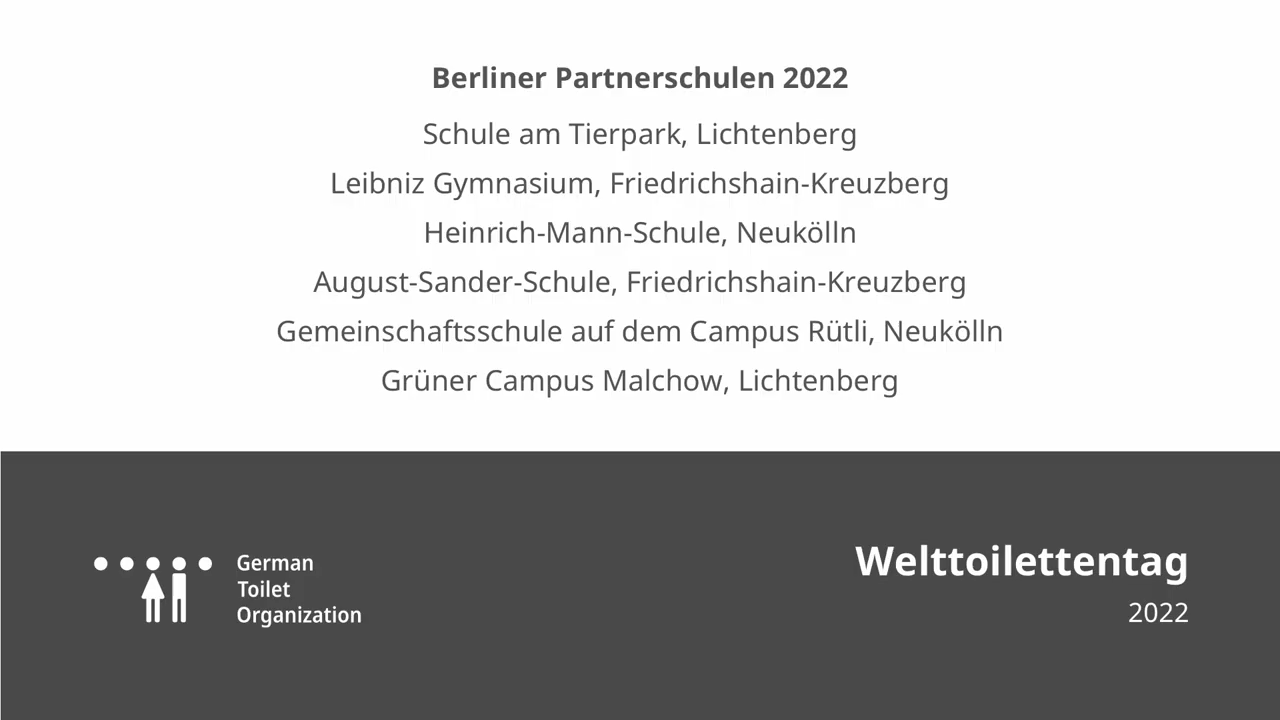 Berliner Partnerschulen 2022
Schule am Tierpark, Lichtenberg
Leibniz Gymnasium, Friedrichshain-Kreuzberg
Heinrich-Mann-Schule, Neukölln
August-Sander-Schule, Friedrichshain-Kreuzberg
Gemeinschaftsschule auf dem Campus Rütli, Neukölln
Grüner Campus Malchow, Lichtenberg
German
Toilet
Organization
Welttoilettentag
2022